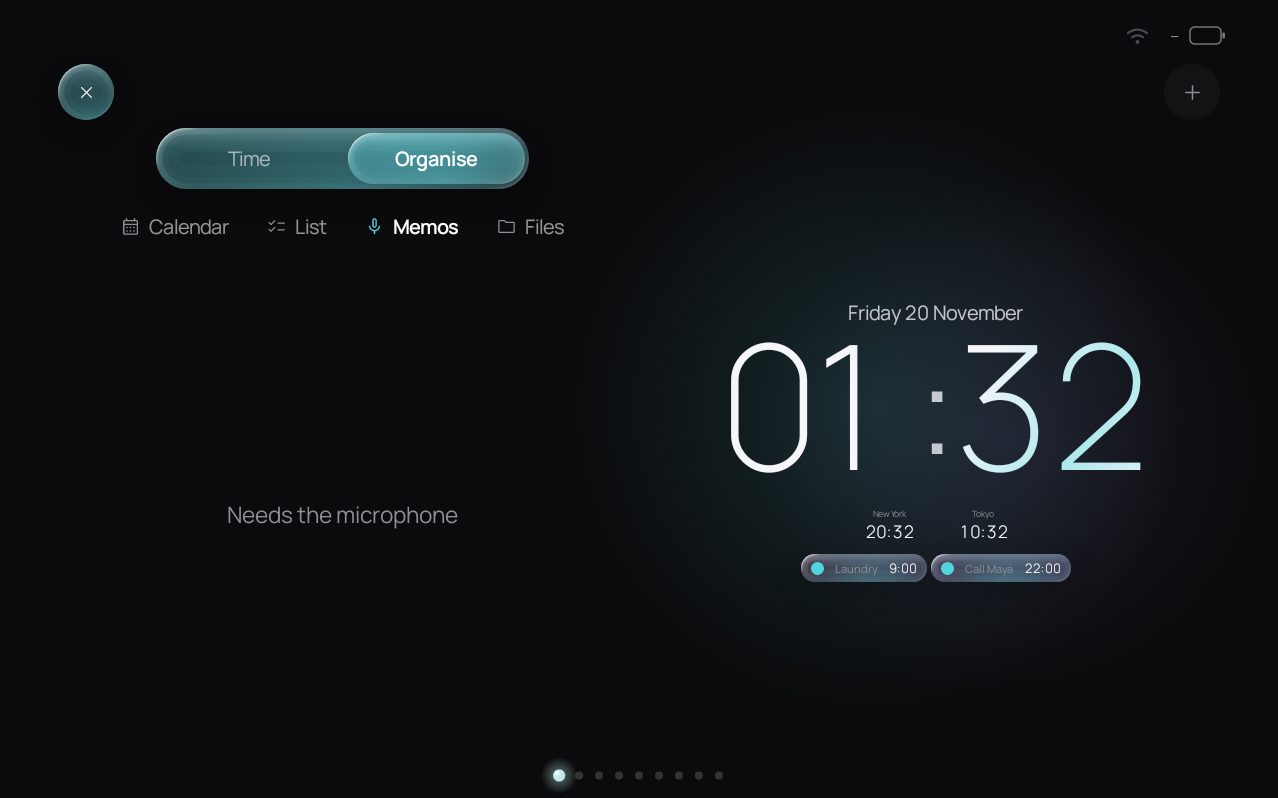 Time Organise
Calendar List Memos Files
Friday 20 November
01:32
Needs the microphone
New York Tokyo
20:32 10:32
Laundry 9:00 Call Maya 22:00